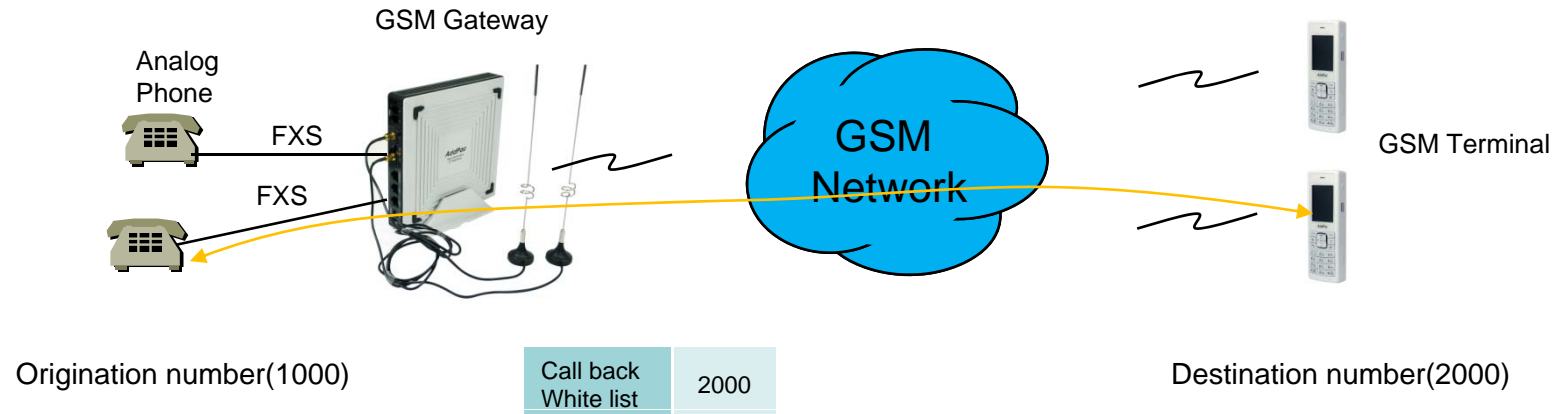 GSM Gateway
Analog
Phone
FXS
FXS
AddPac
GSM
Network
GSM Terminal
Origination number(1000)
Call back
White list
2000
Destination number(2000)